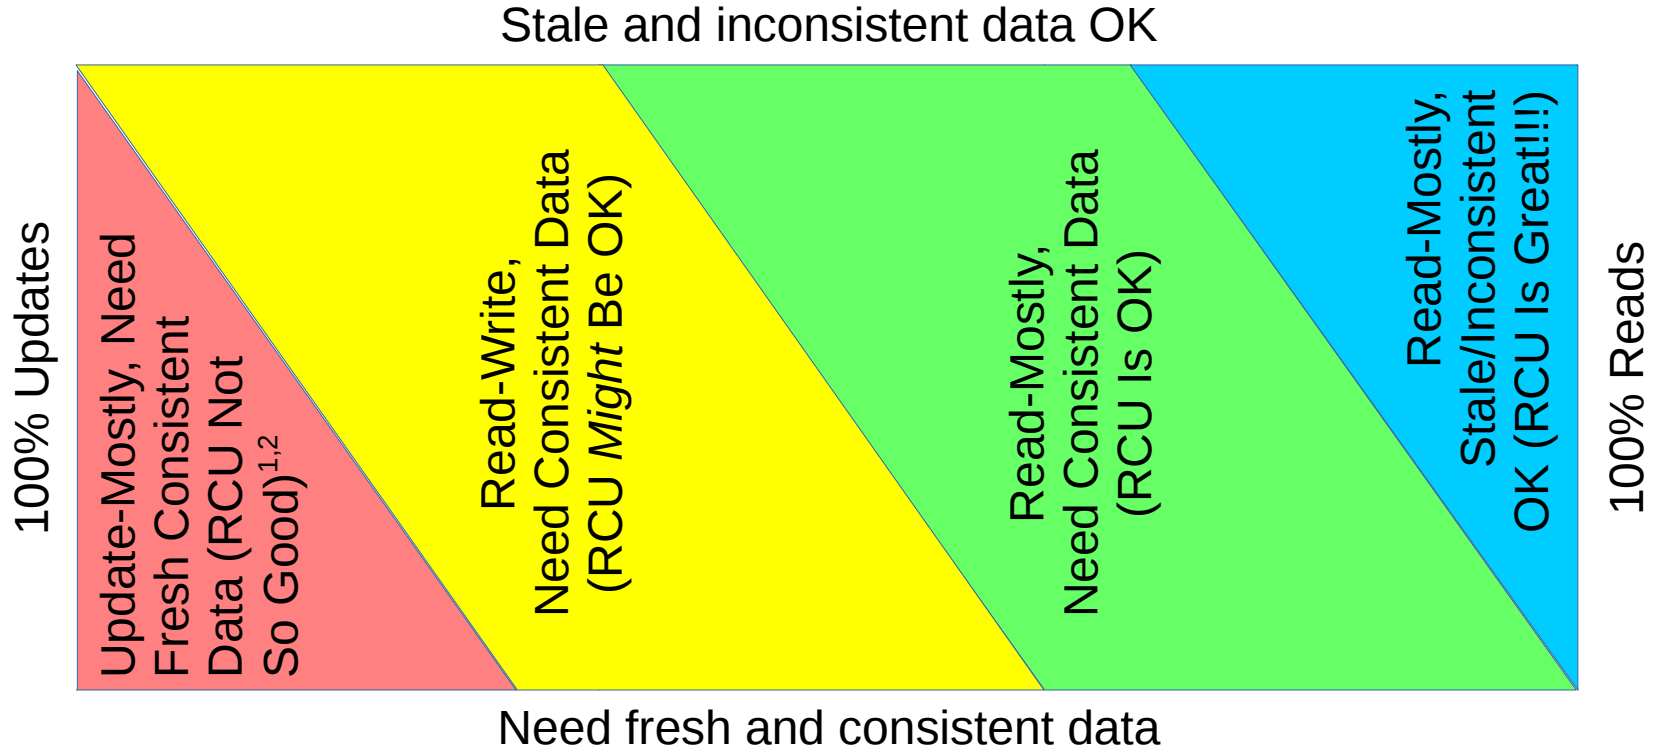 Stale and inconsistent data OK
100% Updates
Update-Mostly, Need
Fresh Consistent
Data (RCU Not
So Good)1,2
Read-Write,
Need Consistent Data
(RCU Might Be OK)
Read-Mostly,
Need Consistent Data
(RCU Is OK)
Read-Mostly,
Stale/Inconsistent
OK (RCU Is Great!!!)
100% Reads
Need fresh and consistent data